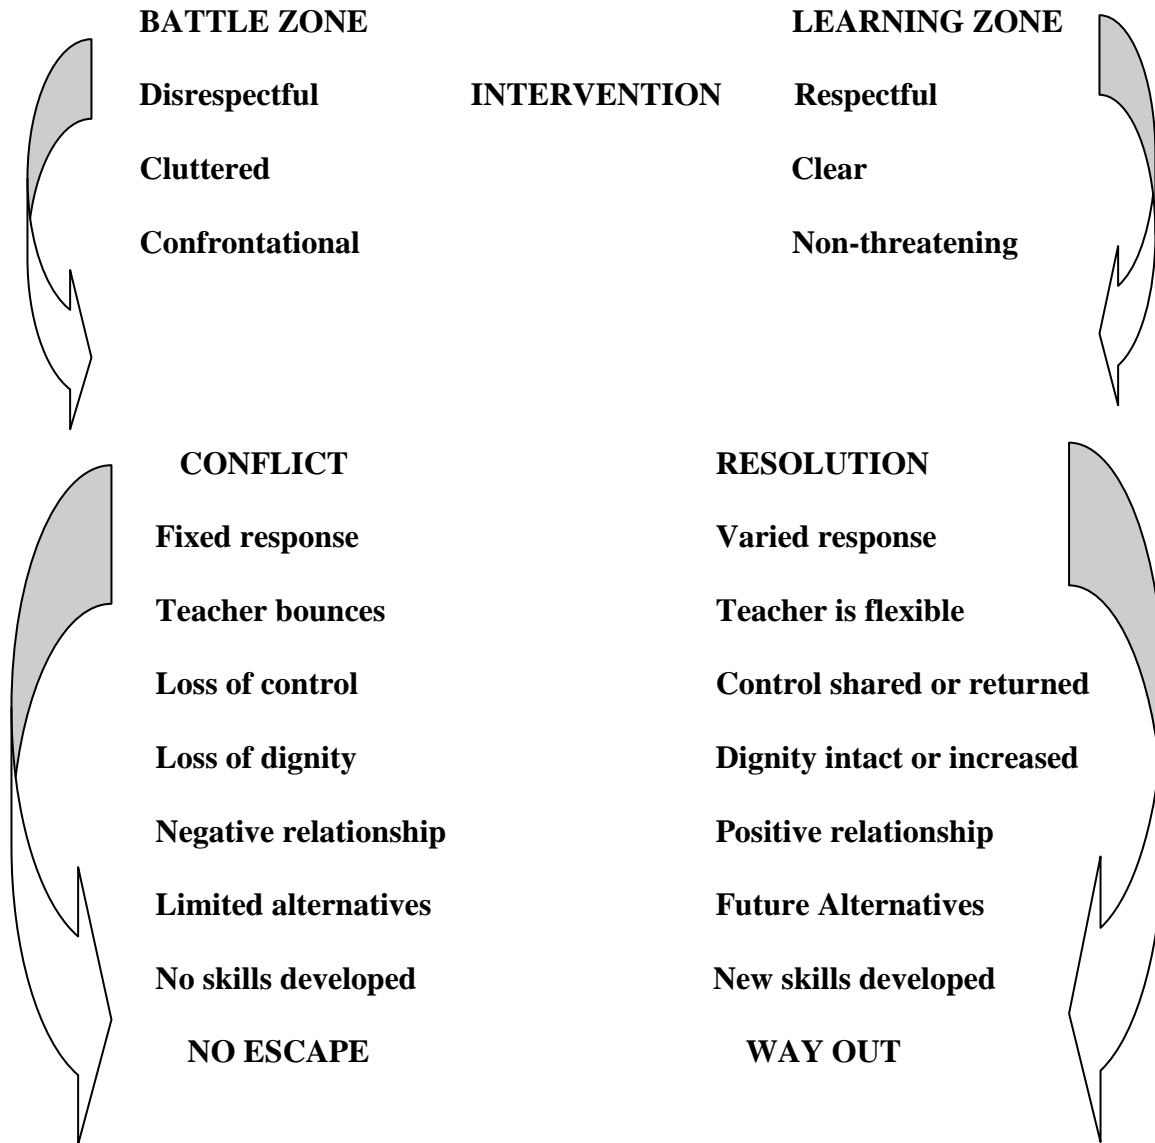 BATTLE ZONE LEARNING ZONE
Disrespectful INTERVENTION Respectful
Cluttered Clear
Confrontational Non-threatening
CONFLICT RESOLUTION
Fixed response Varied response
Teacher bounces Teacher is flexible
Loss of control Control shared or returned
Loss of dignity Dignity intact or increased
Negative relationship Positive relationship
Limited alternatives Future Alternatives
No skills developed New skills developed
NO ESCAPE WAY OUT